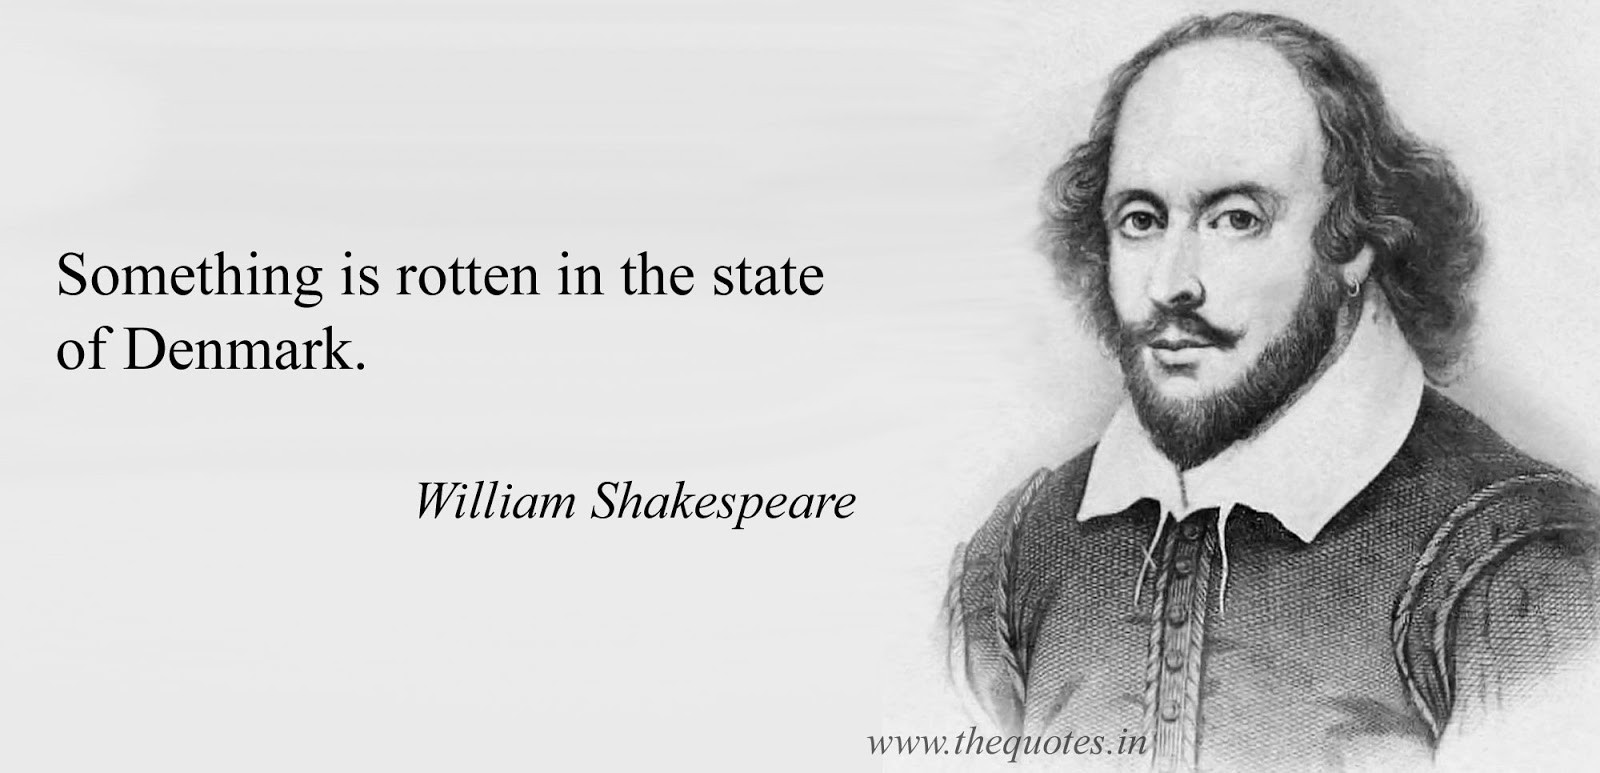 Something is rotten in the state
of Denmark.
William Shakespeare
www.thequotes.in